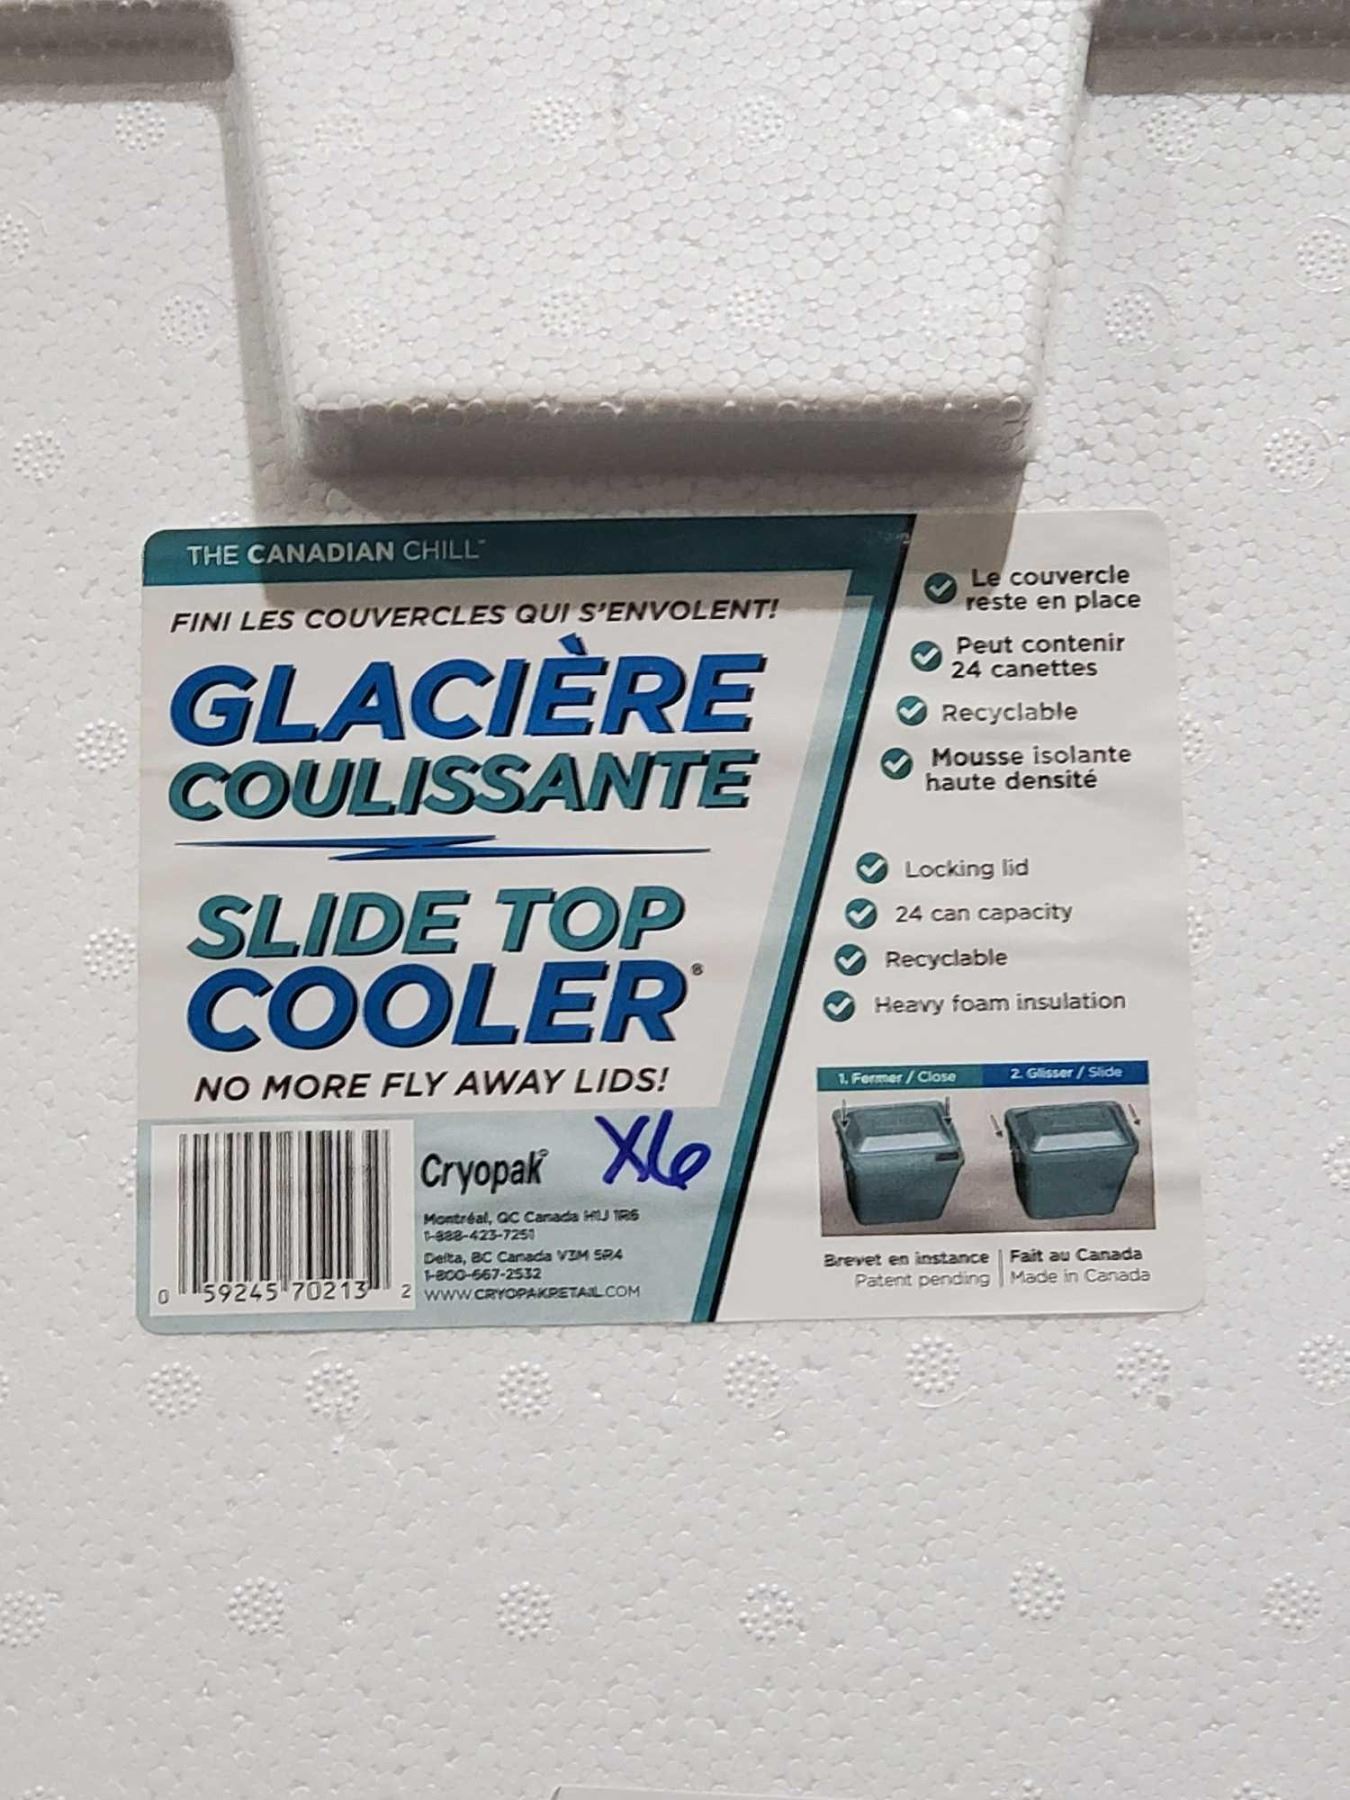 THE CANADIAN CHILL™
FINI LES COUVERCLES QUI S'ENVOLENT!
GLACIÈRE
COULISSANTE
SLIDE TOP
COOLER®
NO MORE FLY AWAY LIDS!
Le couvercle
reste en place
Peut contenir
24 canettes
Recyclable
Mousse isolante
haute densité
Locking lid
24 can capacity
Recyclable
Heavy foam insulation
1. Fermer / Close
2. Glisser / Slide
Brevet en instance | Fait au Canada
Patent pending | Made in Canada
0 59245 70213 2
Cryopak®
X6
Montréal, QC Canada H1J 1R6
1-888-423-7251
Delta, BC Canada V3M 5R4
1-800-667-2532
WWW.CRYOPAKRETAIL.COM